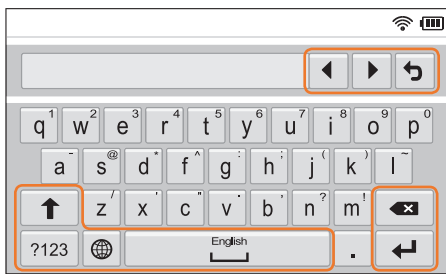 q 1 w 2 e 3 r 4 t 5 y 6 u 7 i 8 o 9 p 0
a - s @ d * f ^ g : h ; j ( k ) l ~
z / x ' c " v . b , n ? m !
?123 English .